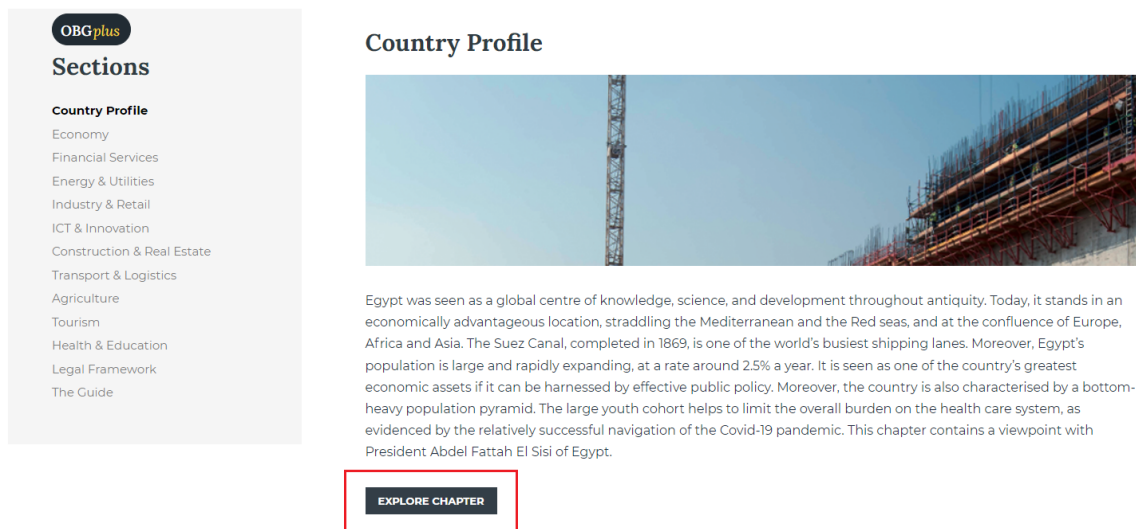 OBGplus
Sections
Country Profile
Economy
Financial Services
Energy & Utilities
Industry & Retail
ICT & Innovation
Construction & Real Estate
Transport & Logistics
Agriculture
Tourism
Health & Education
Legal Framework
The Guide
Country Profile
Egypt was seen as a global centre of knowledge, science, and development throughout antiquity. Today, it stands in an
economically advantageous location, straddling the Mediterranean and the Red seas, and at the confluence of Europe,
Africa and Asia. The Suez Canal, completed in 1869, is one of the world's busiest shipping lanes. Moreover, Egypt's
population is large and rapidly expanding, at a rate around 2.5% a year. It is seen as one of the country's greatest
economic assets if it can be harnessed by effective public policy. Moreover, the country is also characterised by a bottom-
heavy population pyramid. The large youth cohort helps to limit the overall burden on the health care system, as
evidenced by the relatively successful navigation of the Covid-19 pandemic. This chapter contains a viewpoint with
President Abdel Fattah El Sisi of Egypt.
EXPLORE CHAPTER